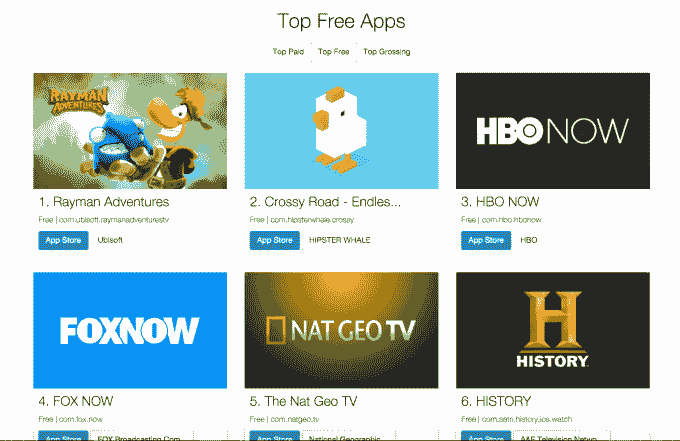 Top Free Apps
Top Paid Top Free Top Grossing
RAYMAN
ADVENTURES
HBO NOW
1. Rayman Adventures
2. Crossy Road - Endles...
3. HBO NOW
Free | com.ubisoft.raymanadventurestv
Free | com.hipsterwhale.crossy
Free | com.hbo.hbonow
App Store Ubisoft
App Store HIPSTER WHALE
App Store HBO
FOXNOW
NAT GEO TV
H
HISTORY
4. FOX NOW
5. The Nat Geo TV
6. HISTORY
Free | com.fox.now
Free | com.natgeo.tv
Free | com.aetn.history.ios.watch
App Store FOX Broadcasting Com
App Store National Geographic
App Store A&E Television Netwo